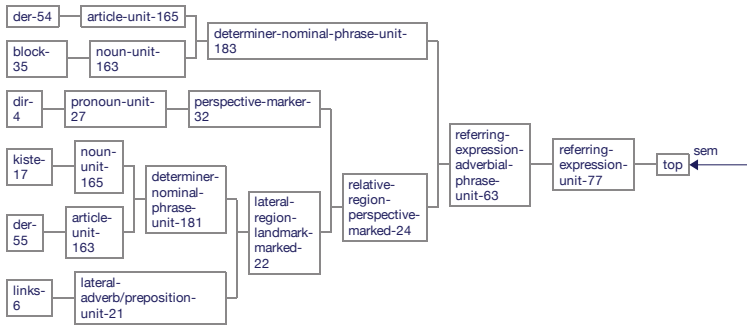 der-54
article-unit-165
determiner-nominal-phrase-unit-
183
block-
35
noun-unit-
163
dir-
4
pronoun-unit-
27
perspective-marker-
32
kiste-
17
noun-
unit-
165
determiner-
nominal-
phrase-
unit-181
der-
55
article-
unit-
163
lateral-
region-
landmark-
marked-
22
links-
6
lateral-
adverb/preposition-
unit-21
relative-
region-
perspective-
marked-24
referring-
expression-
adverbial-
phrase-
unit-63
referring-
expression-
unit-77
top
sem